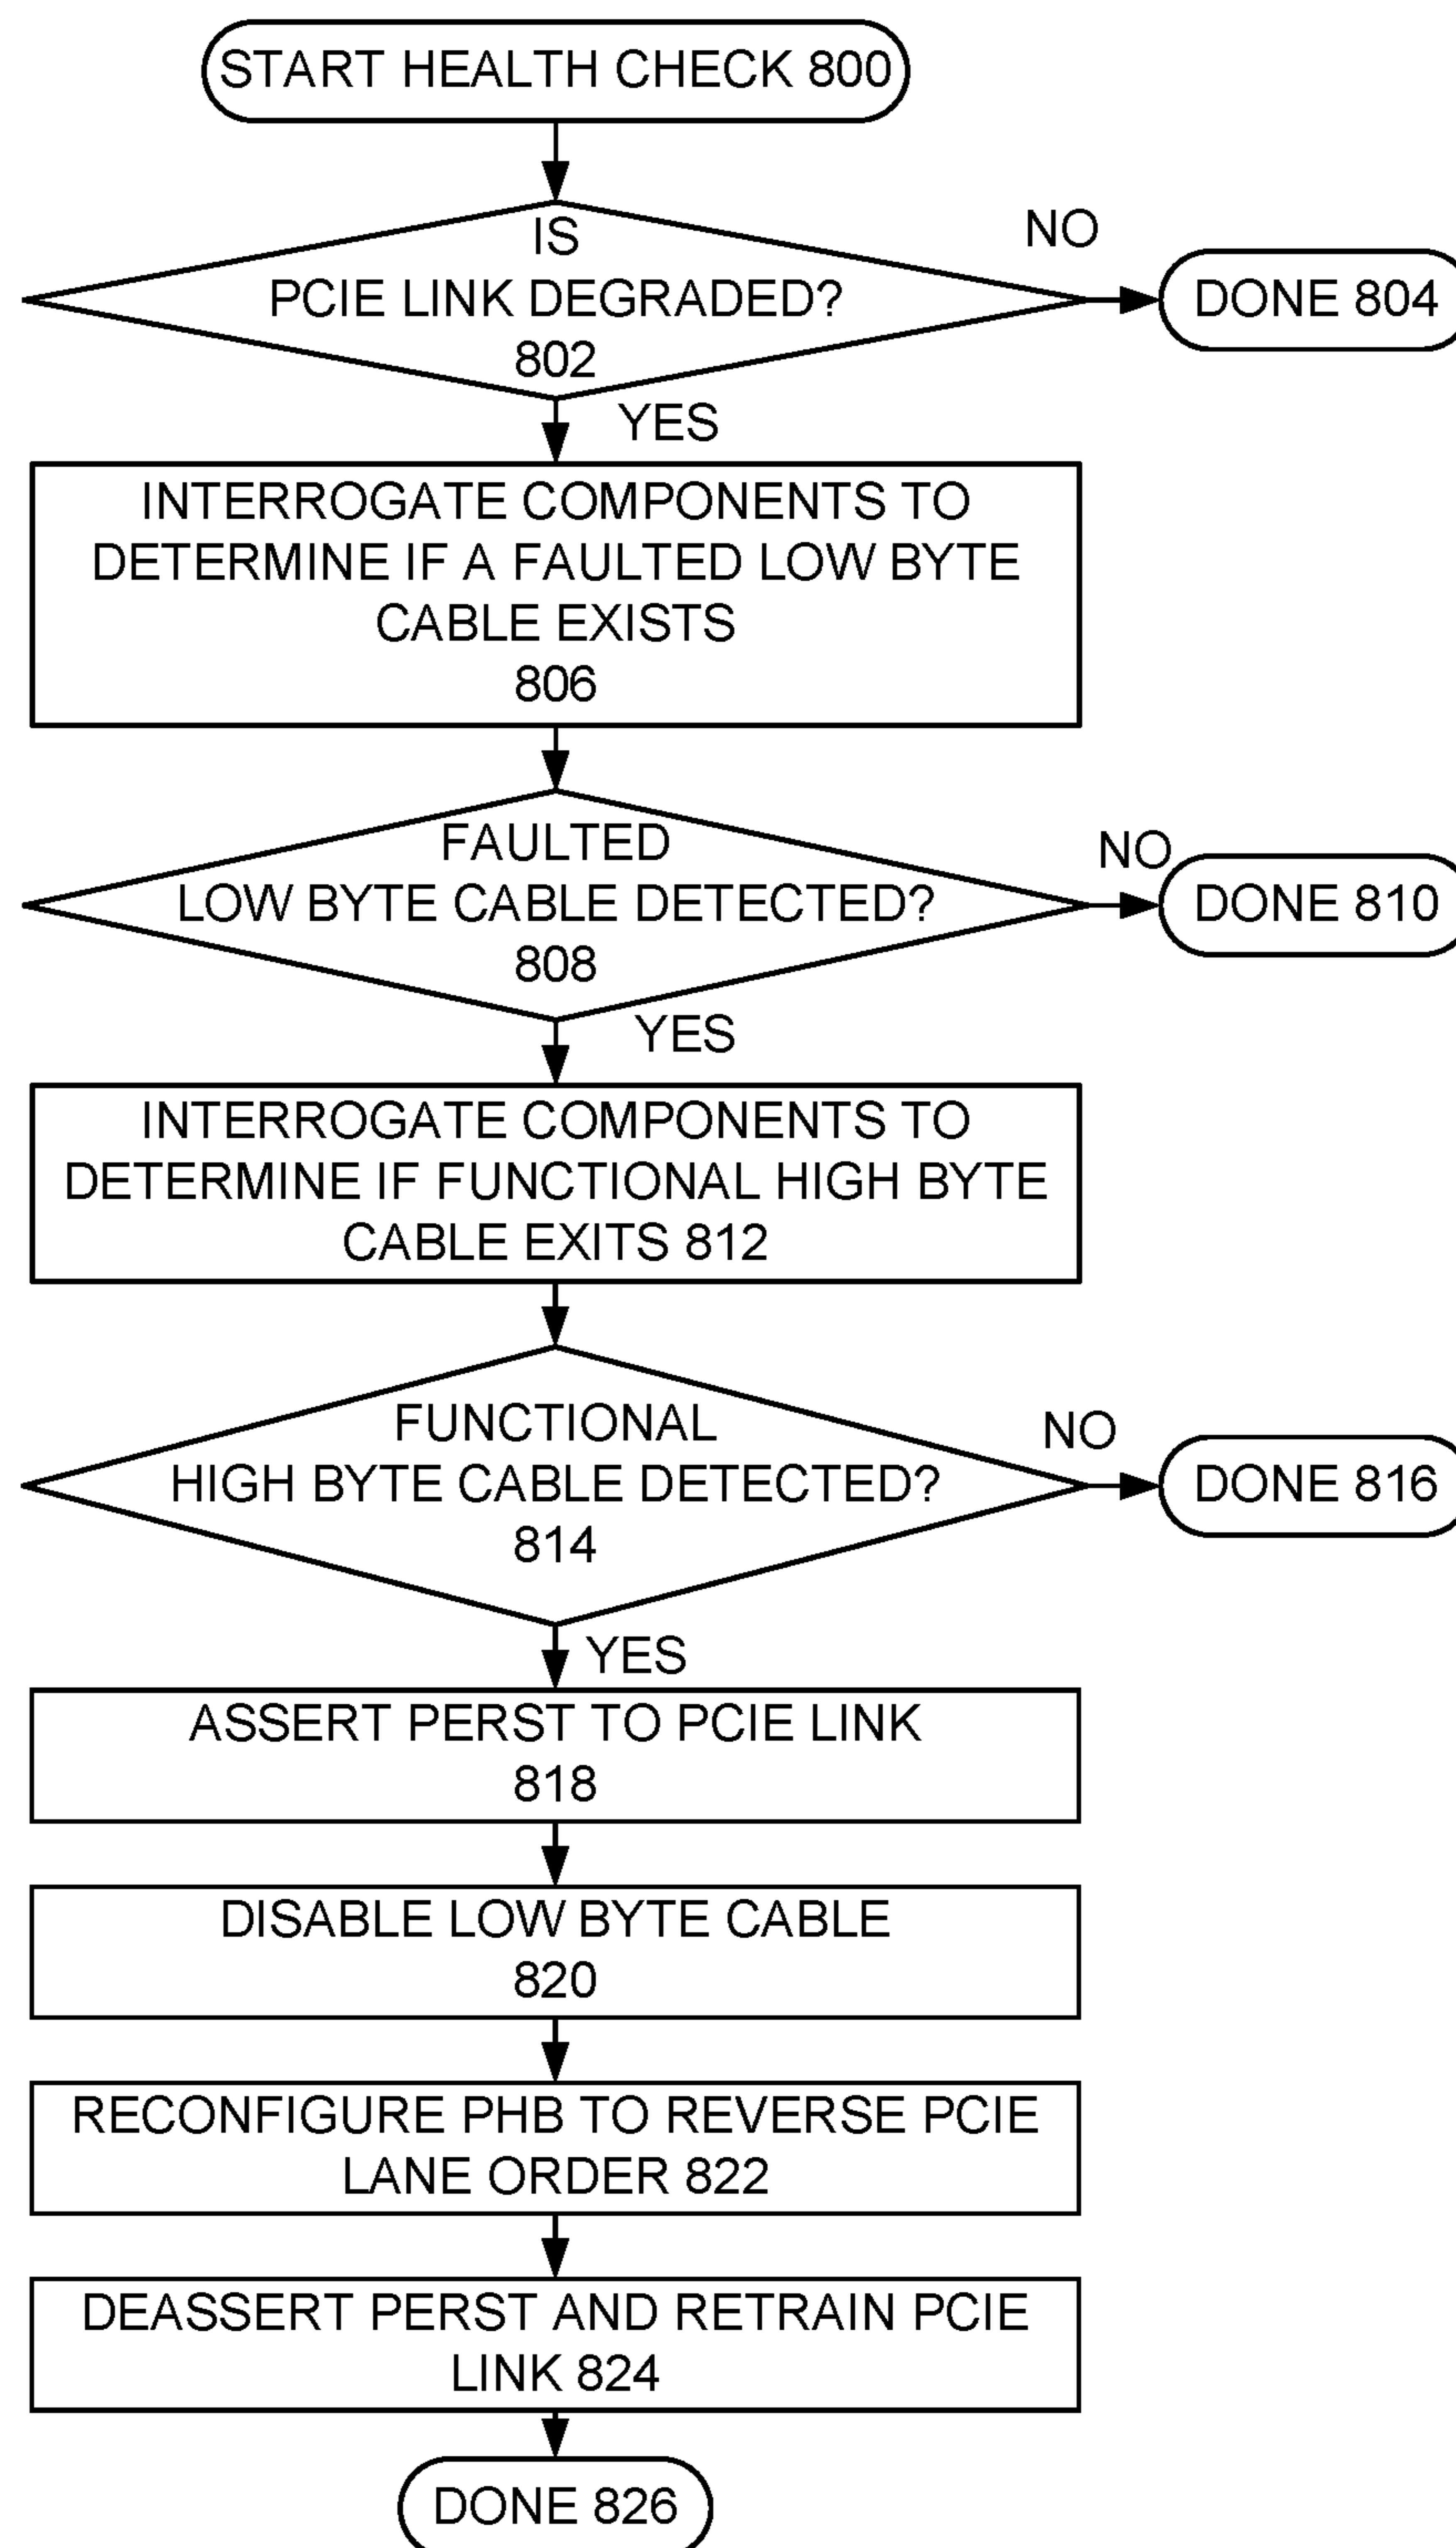 START HEALTH CHECK 800
IS
PCIE LINK DEGRADED?
802
NO
DONE 804
YES
INTERROGATE COMPONENTS TO
DETERMINE IF A FAULTED LOW BYTE
CABLE EXISTS
806
FAULTED
LOW BYTE CABLE DETECTED?
808
NO
DONE 810
YES
INTERROGATE COMPONENTS TO
DETERMINE IF FUNCTIONAL HIGH BYTE
CABLE EXITS 812
FUNCTIONAL
HIGH BYTE CABLE DETECTED?
814
NO
DONE 816
YES
ASSERT PERST TO PCIE LINK
818
DISABLE LOW BYTE CABLE
820
RECONFIGURE PHB TO REVERSE PCIE
LANE ORDER 822
DEASSERT PERST AND RETRAIN PCIE
LINK 824
DONE 826